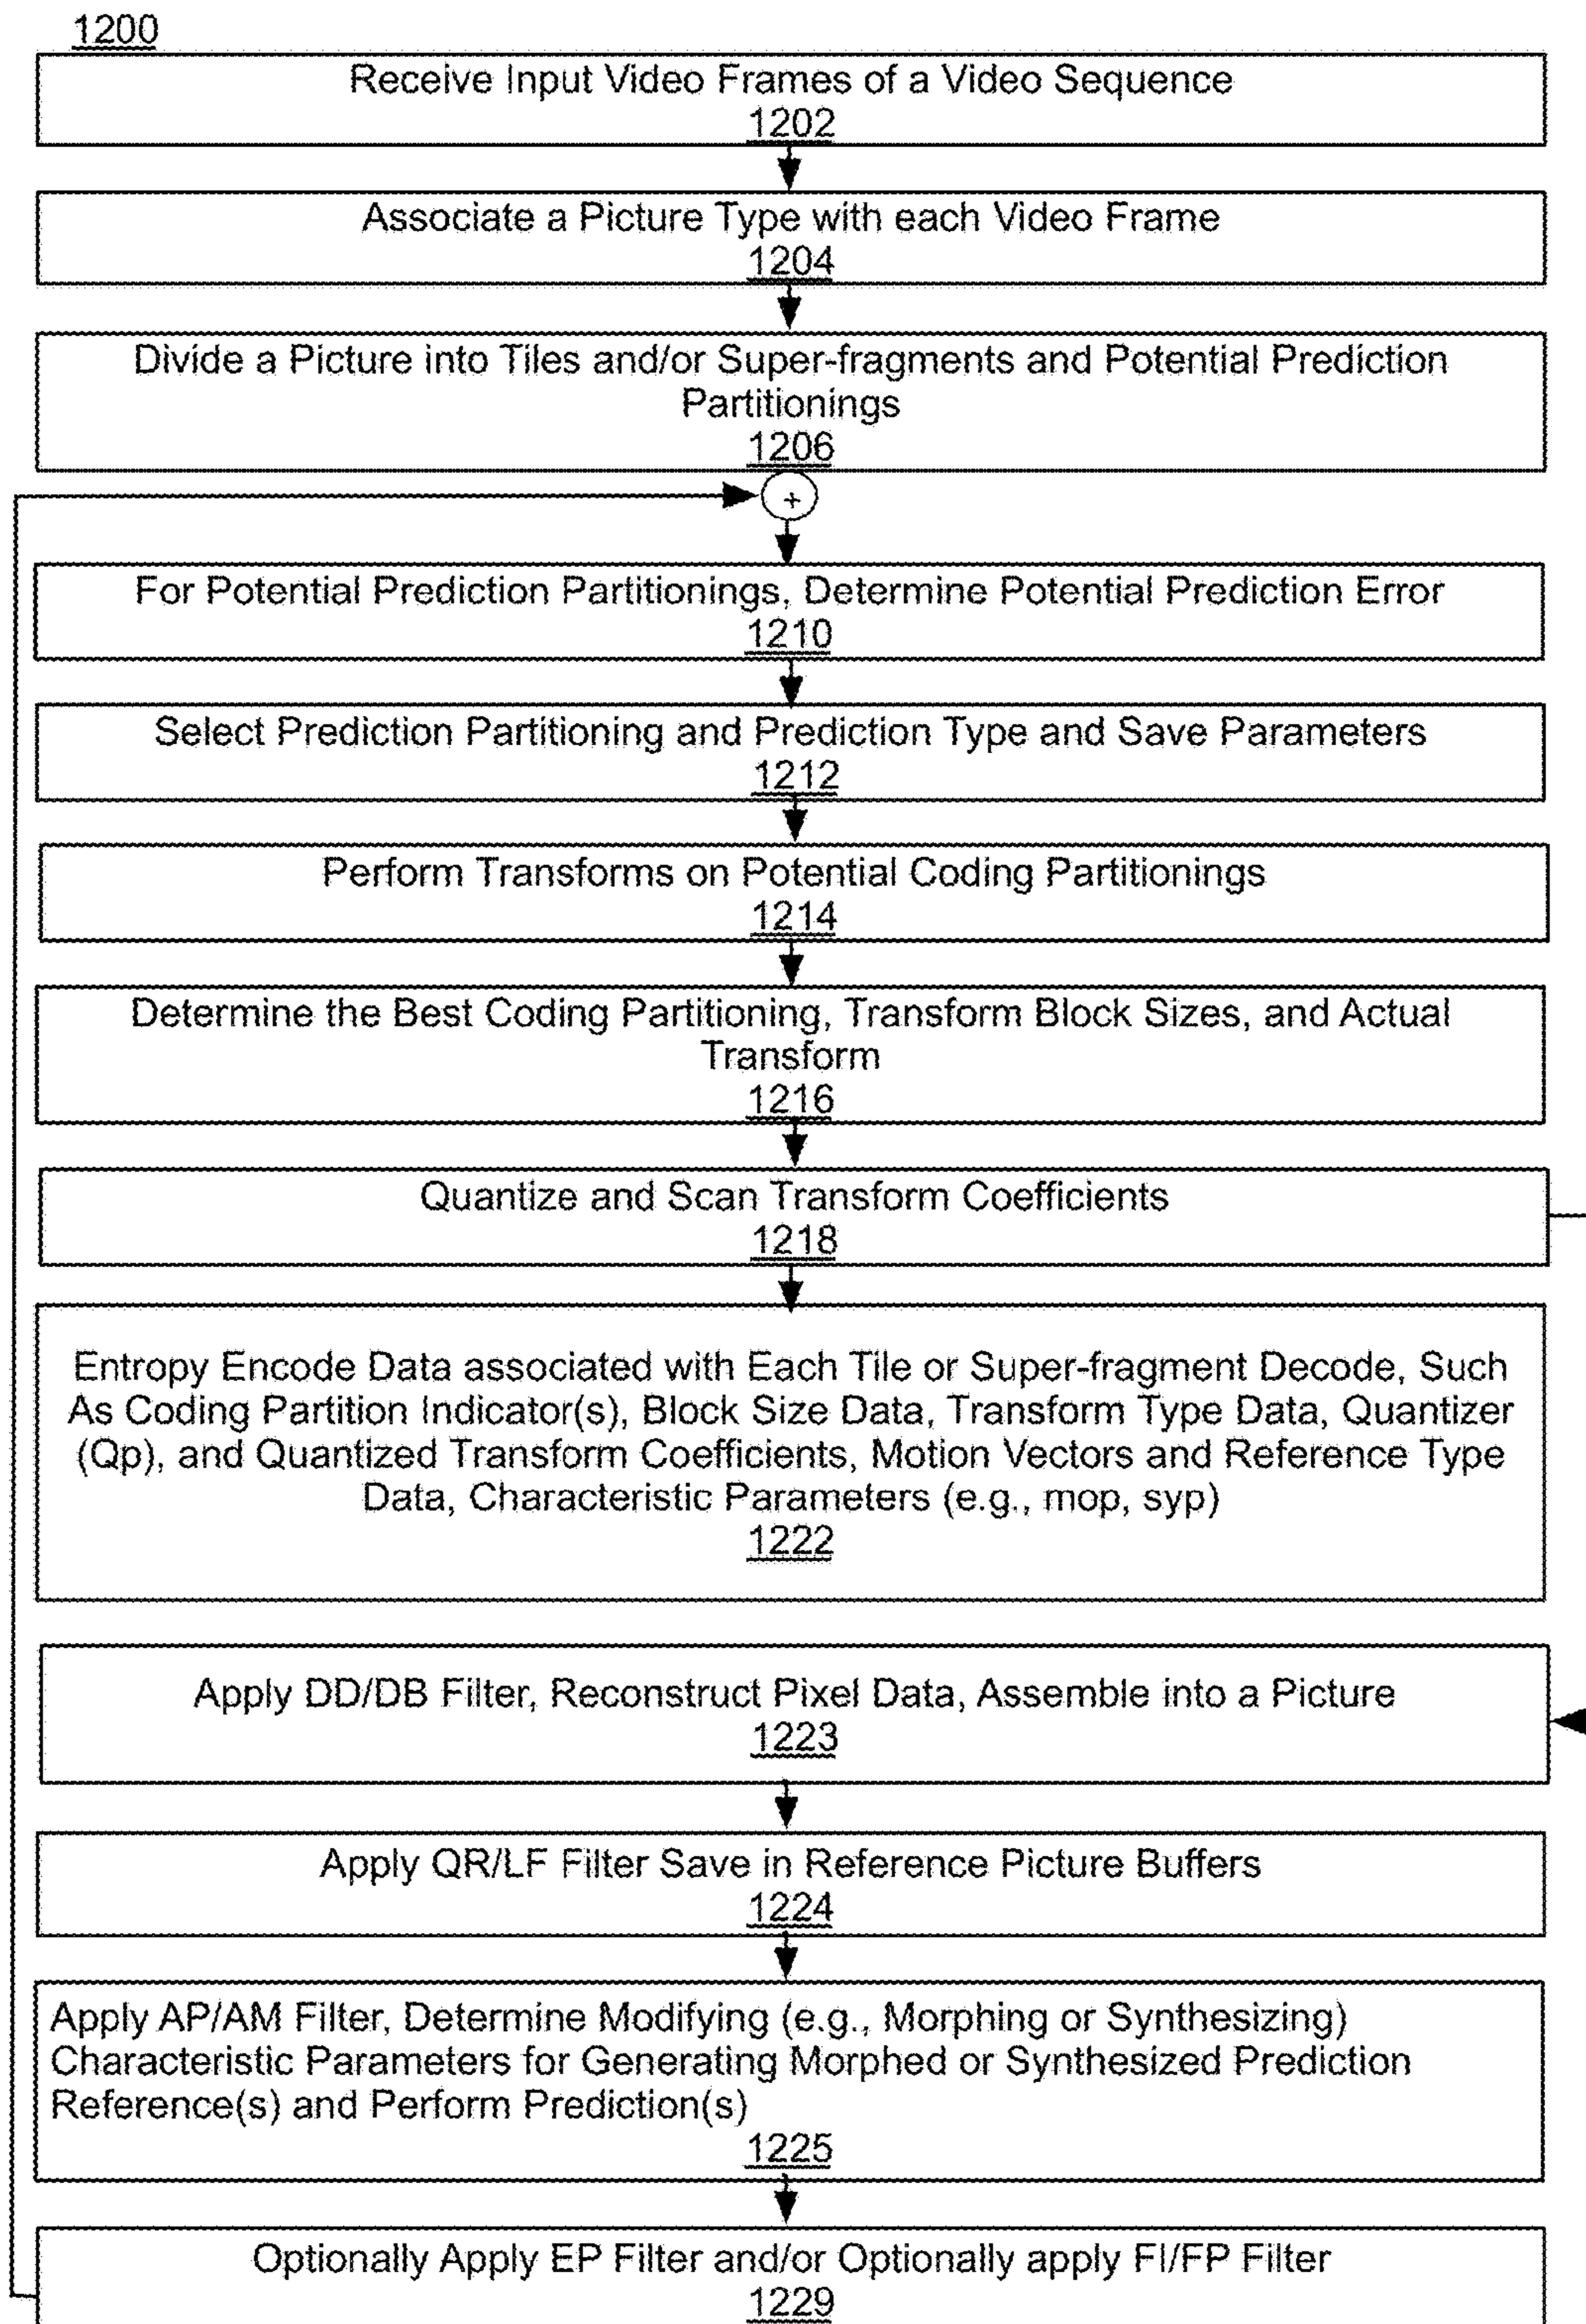 1200
Receive Input Video Frames of a Video Sequence
1202
Associate a Picture Type with each Video Frame
1204
Divide a Picture into Tiles and/or Super-fragments and Potential Prediction
Partitionings
1206
+
For Potential Prediction Partitionings, Determine Potential Prediction Error
1210
Select Prediction Partitioning and Prediction Type and Save Parameters
1212
Perform Transforms on Potential Coding Partitionings
1214
Determine the Best Coding Partitioning, Transform Block Sizes, and Actual
Transform
1216
Quantize and Scan Transform Coefficients
1218
Entropy Encode Data associated with Each Tile or Super-fragment Decode, Such
As Coding Partition Indicator(s), Block Size Data, Transform Type Data, Quantizer
(Qp), and Quantized Transform Coefficients, Motion Vectors and Reference Type
Data, Characteristic Parameters (e.g., mop, syp)
1222
Apply DD/DB Filter, Reconstruct Pixel Data, Assemble into a Picture
1223
Apply QR/LF Filter Save in Reference Picture Buffers
1224
Apply AP/AM Filter, Determine Modifying (e.g., Morphing or Synthesizing)
Characteristic Parameters for Generating Morphed or Synthesized Prediction
Reference(s) and Perform Prediction(s)
1225
Optionally Apply EP Filter and/or Optionally apply FI/FP Filter
1229